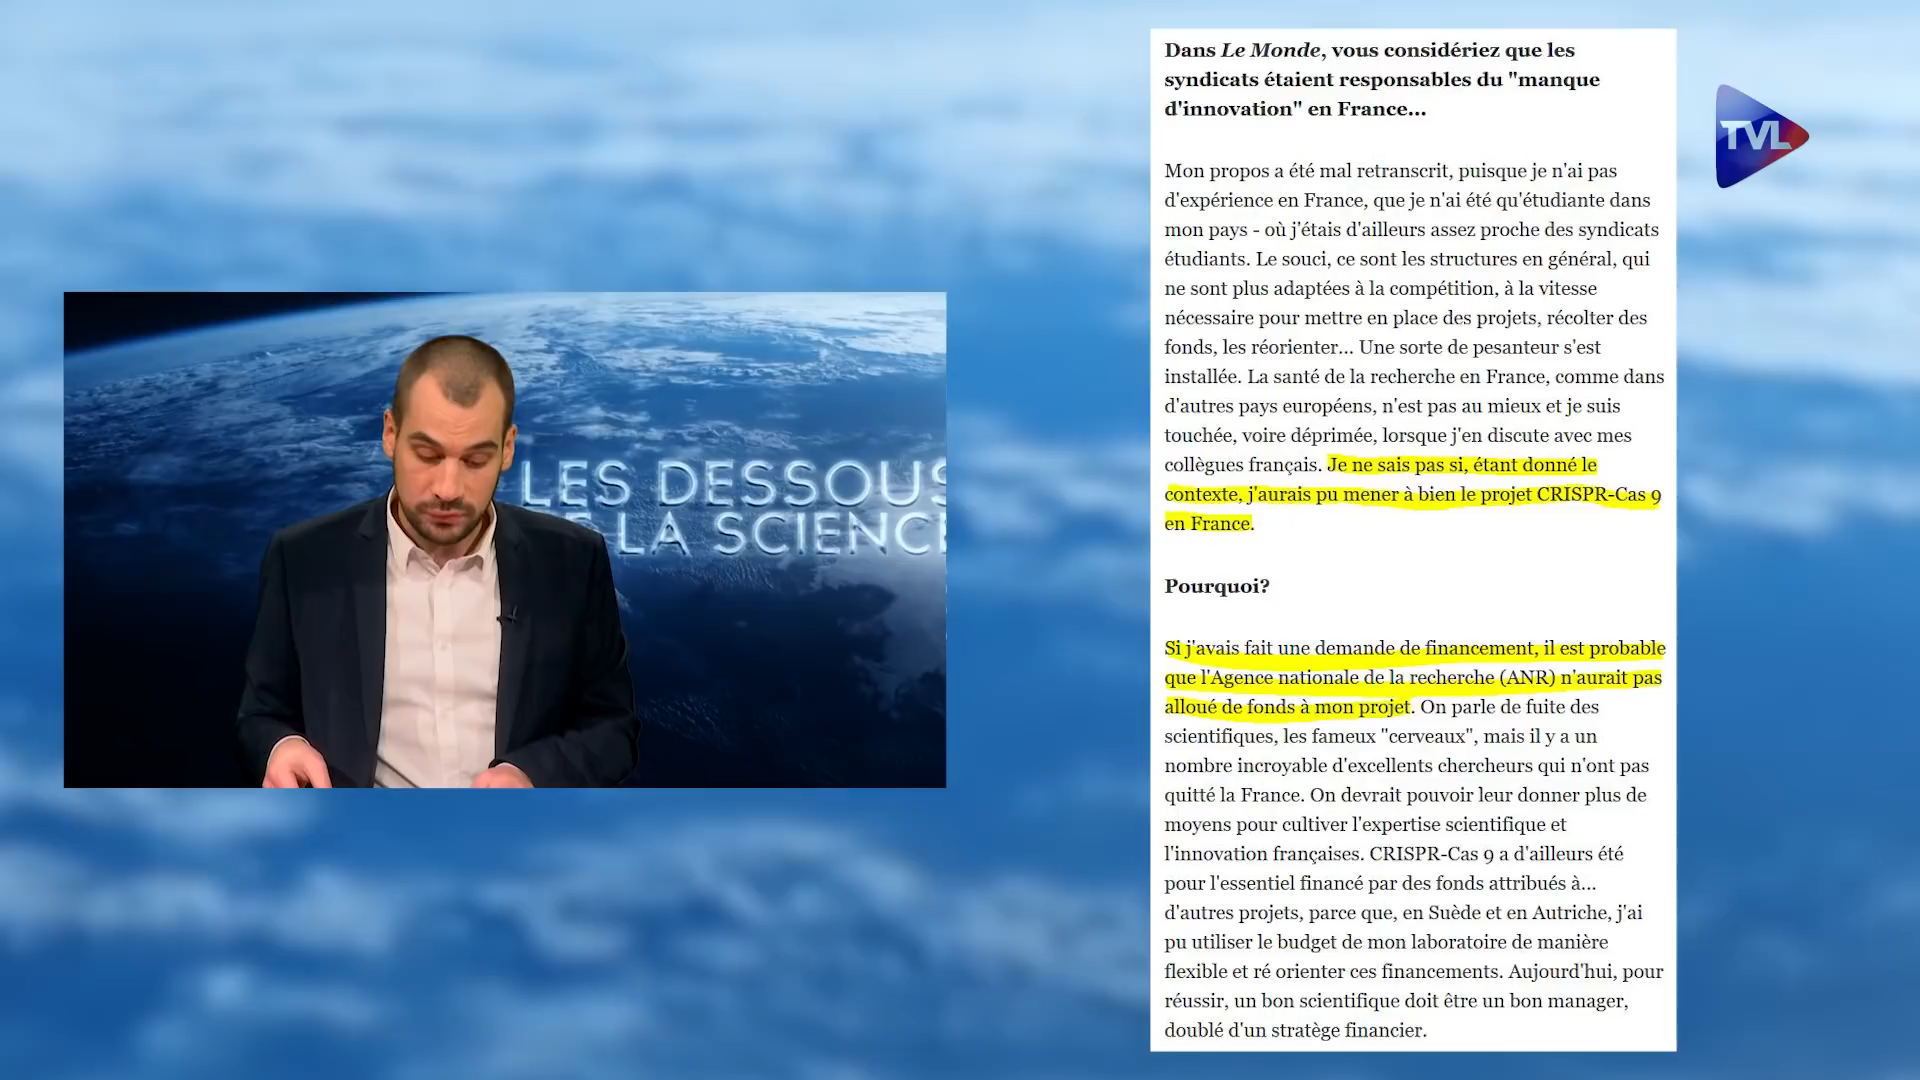 Dans Le Monde, vous considériez que les
syndicats étaient responsables du "manque
d'innovation" en France...
Mon propos a été mal retranscrit, puisque je n'ai pas
d'expérience en France, que je n'ai été qu'étudiante dans
mon pays - où j'étais d'ailleurs assez proche des syndicats
étudiants. Le souci, ce sont les structures en général, qui
ne sont plus adaptées à la compétition, à la vitesse
nécessaire pour mettre en place des projets, récolter des
fonds, les réorienter... Une sorte de pesanteur s'est
installée. La santé de la recherche en France, comme dans
d'autres pays européens, n'est pas au mieux et je suis
touchée, voire déprimée, lorsque j'en discute avec mes
collègues français. Je ne sais pas si, étant donné le
contexte, j'aurais pu mener à bien le projet CRISPR-Cas 9
en France.
Pourquoi?
Si j'avais fait une demande de financement, il est probable
que l'Agence nationale de la recherche (ANR) n'aurait pas
alloué de fonds à mon projet. On parle de fuite des
scientifiques, les fameux "cerveaux", mais il y a un
nombre incroyable d'excellents chercheurs qui n'ont pas
quitté la France. On devrait pouvoir leur donner plus de
moyens pour cultiver l'expertise scientifique et
l'innovation françaises. CRISPR-Cas 9 a d'ailleurs été
pour l'essentiel financé par des fonds attribués à...
d'autres projets, parce que, en Suède et en Autriche, j'ai
pu utiliser le budget de mon laboratoire de manière
flexible et ré orienter ces financements. Aujourd'hui, pour
réussir, un bon scientifique doit être un bon manager,
doublé d'un stratège financier.
TVL
LES DESSOUS
LA SCIENCE